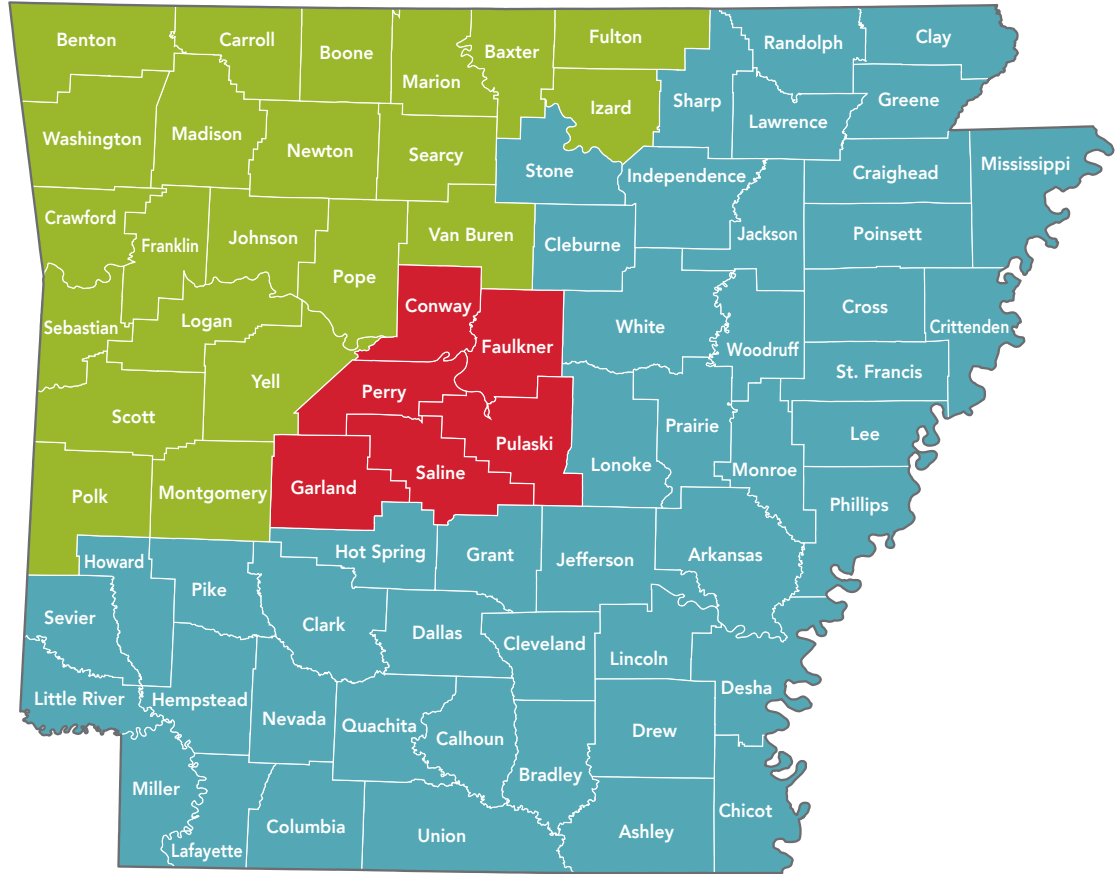 Benton
Carroll
Boone
Marion
Baxter
Fulton
Randolph
Clay
Washington
Madison
Newton
Searcy
Izard
Sharp
Lawrence
Greene
Stone
Independence
Craighead
Mississippi
Crawford
Franklin
Johnson
Pope
Van Buren
Cleburne
Jackson
Poinsett
Sebastian
Logan
Conway
Faulkner
White
Woodruff
Cross
Crittenden
Scott
Yell
Perry
Pulaski
Prairie
St. Francis
Lee
Polk
Montgomery
Garland
Saline
Lonoke
Monroe
Phillips
Howard
Pike
Hot Spring
Grant
Jefferson
Arkansas
Sevier
Clark
Dallas
Cleveland
Lincoln
Desha
Little River
Hempstead
Nevada
Quachita
Calhoun
Bradley
Drew
Miller
Lafayette
Columbia
Union
Ashley
Chicot